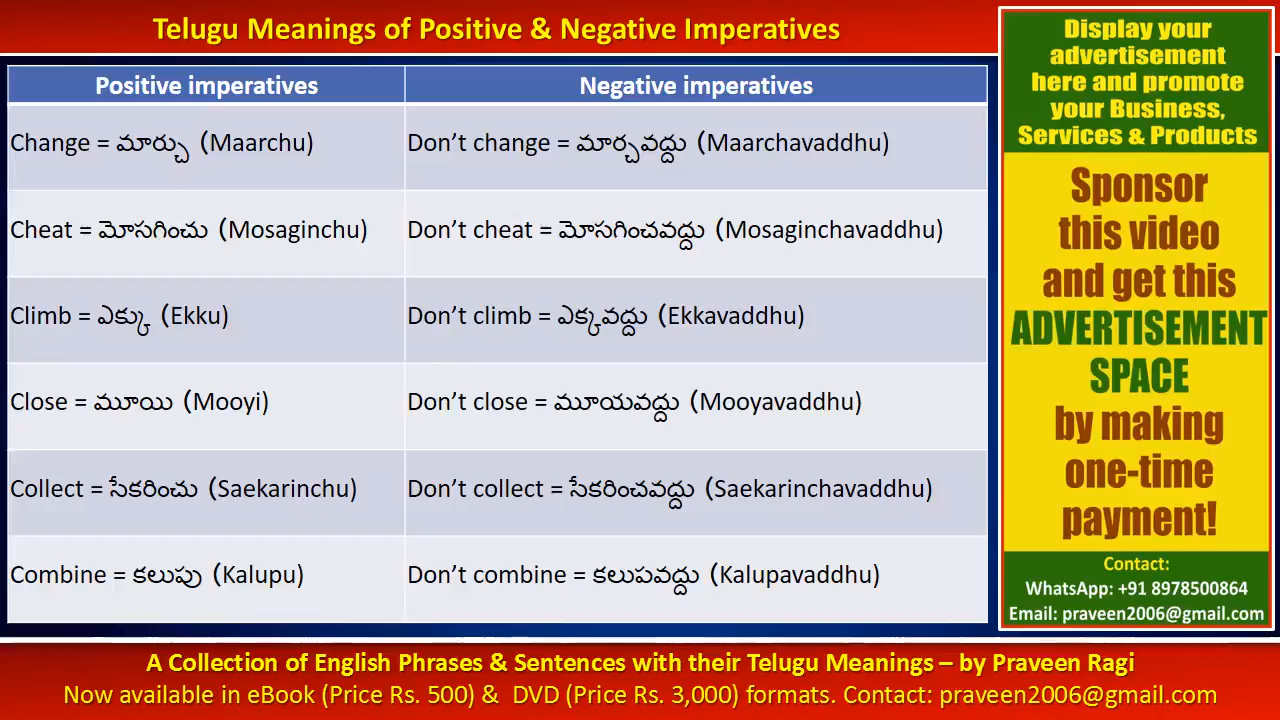 Telugu Meanings of Positive & Negative Imperatives
Positive imperatives
Negative imperatives
Change = మార్చు (Maarchu)
Don’t change = మార్చవద్దు (Maarchavaddhu)
Cheat = మోసగించు (Mosaginchu)
Don’t cheat = మోసగించవద్దు (Mosaginchavaddhu)
Climb = ఎక్కు (Ekku)
Don’t climb = ఎక్కవద్దు (Ekkavaddhu)
Close = మూయి (Mooyi)
Don’t close = మూయవద్దు (Mooyavaddhu)
Collect = సేకరించు (Saekarinchu)
Don’t collect = సేకరించవద్దు (Saekarinchavaddhu)
Combine = కలుపు (Kalupu)
Don’t combine = కలుపవద్దు (Kalupavaddhu)
Display your
advertisement
here and promote
your Business,
Services & Products
Sponsor
this video
and get this
ADVERTISEMENT
SPACE
by making
one-time
payment!
Contact:
WhatsApp: +91 8978500864
Email: praveen2006@gmail.com
A Collection of English Phrases & Sentences with their Telugu Meanings – by Praveen Ragi
Now available in eBook (Price Rs. 500) & DVD (Price Rs. 3,000) formats. Contact: praveen2006@gmail.com